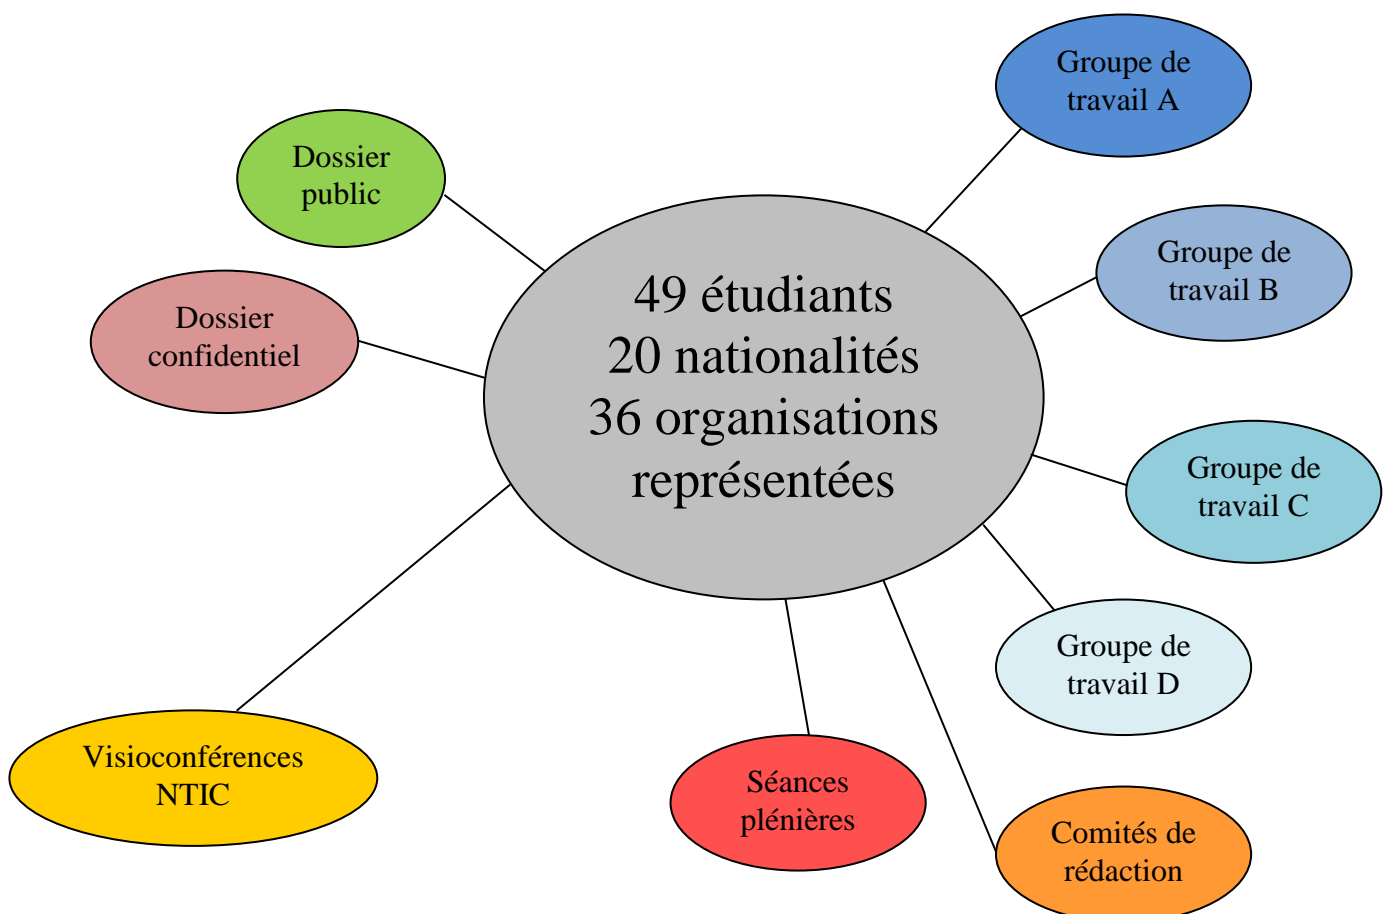 Groupe de
travail A
Dossier
public
Groupe de
travail B
Dossier
confidentiel
49 étudiants
20 nationalités
36 organisations
représentées
Groupe de
travail C
Groupe de
travail D
Visioconférences
NTIC
Séances
plénières
Comités de
rédaction